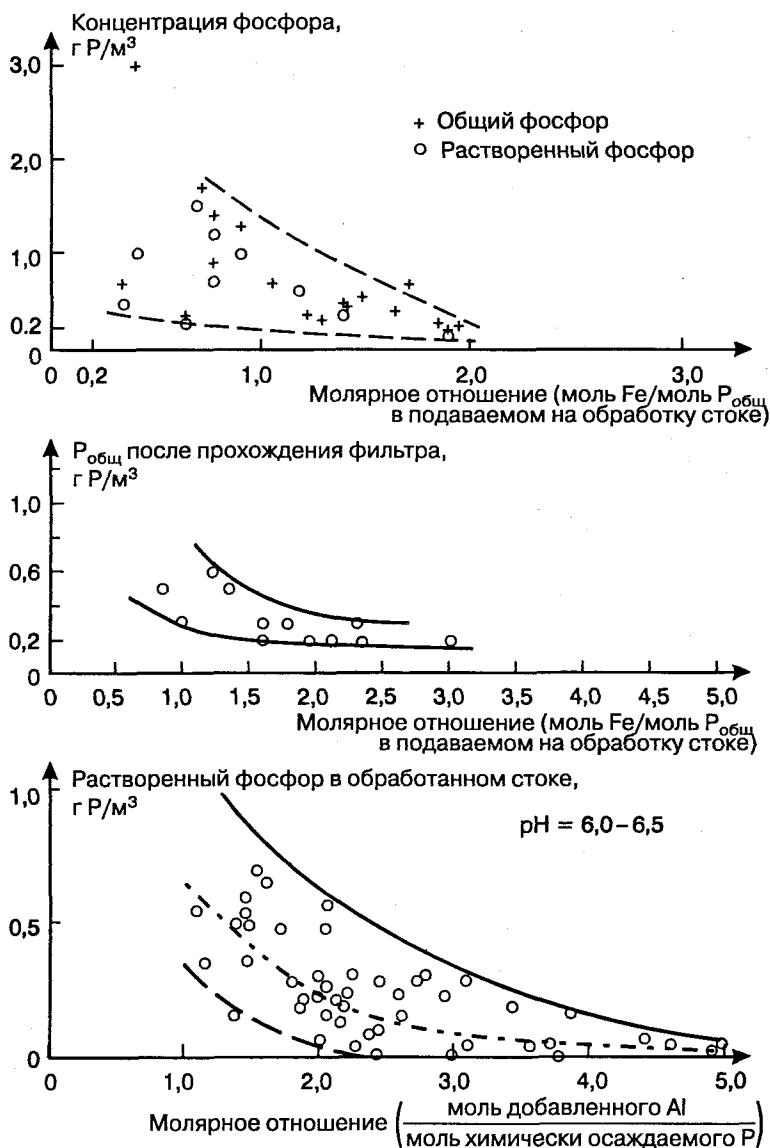 Концентрация фосфора,
г P/м³
3,0
2,0
1,0
0,2
0
+ Общий фосфор
○ Растворенный фосфор
0 0,2 1,0 2,0 3,0
Молярное отношение (моль Fe/моль Pобщ
в подаваемом на обработку стоке)
Pобщ после прохождения фильтра,
г P/м³
1,0
0,6
0,2
0
0 0,5 1,0 1,5 2,0 2,5 3,0 3,5 4,0 4,5 5,0
Молярное отношение (моль Fe/моль Pобщ
в подаваемом на обработку стоке)
Растворенный фосфор в обработанном стоке,
г P/м³
1,0
pH = 6,0–6,5
0,5
0
0 1,0 2,0 3,0 4,0 5,0
Молярное отношение (моль добавленного Al
моль химически осаждаемого P)